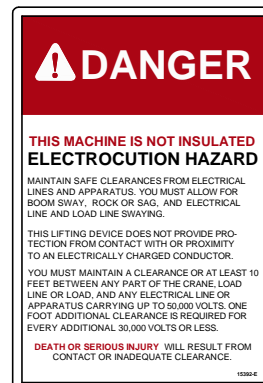 DANGER
THIS MACHINE IS NOT INSULATED
ELECTROCUTION HAZARD
MAINTAIN SAFE CLEARANCES FROM ELECTRICAL
LINES AND APPARATUS. YOU MUST ALLOW FOR
BOOM SWAY, ROCK OR SAG, AND ELECTRICAL
LINE AND LOAD LINE SWAYING.
THIS LIFTING DEVICE DOES NOT PROVIDE PRO-
TECTION FROM CONTACT WITH OR PROXIMITY
TO AN ELECTRICALLY CHARGED CONDUCTOR.
YOU MUST MAINTAIN A CLEARANCE OR AT LEAST 10
FEET BETWEEN ANY PART OF THE CRANE, LOAD
LINE OR LOAD, AND ANY ELECTRICAL LINE OR
APPARATUS CARRYING UP TO 50,000 VOLTS. ONE
FOOT ADDITIONAL CLEARANCE IS REQUIRED FOR
EVERY ADDITIONAL 30,000 VOLTS OR LESS.
DEATH OR SERIOUS INJURY WILL RESULT FROM
CONTACT OR INADEQUATE CLEARANCE.
15392-E